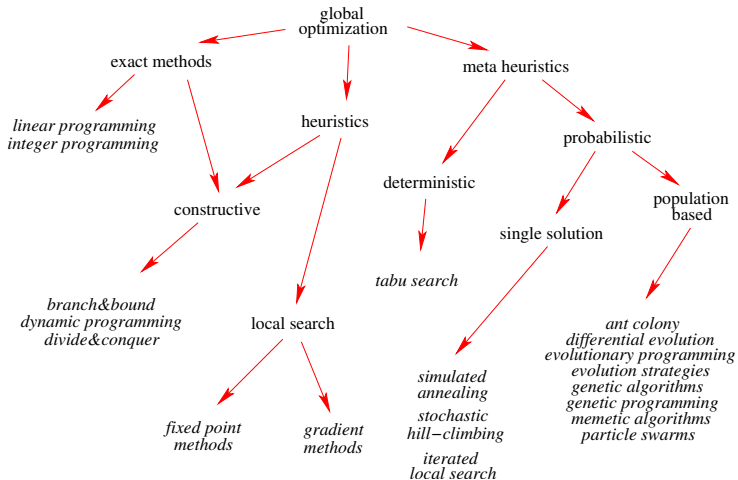 global
optimization
exact methods
meta heuristics
linear programming
integer programming
heuristics
probabilistic
deterministic
constructive
population
based
single solution
tabu search
branch&bound
dynamic programming
divide&conquer
local search
ant colony
differential evolution
evolutionary programming
evolution strategies
genetic algorithms
genetic programming
memetic algorithms
particle swarms
simulated
annealing
stochastic
hill−climbing
iterated
local search
fixed point
methods
gradient
methods